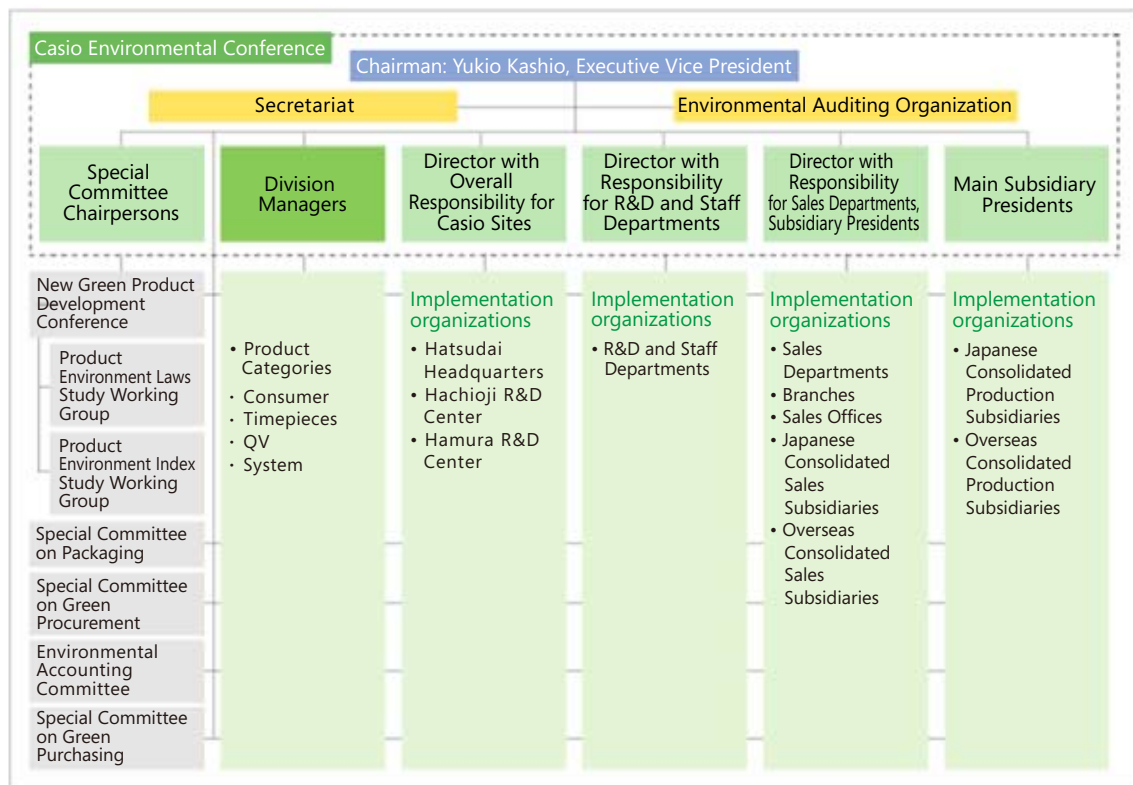 Casio Environmental Conference
Chairman: Yukio Kashio, Executive Vice President
Secretariat
Environmental Auditing Organization
Special
Committee
Chairpersons
Division
Managers
Director with
Overall
Responsibility for
Casio Sites
Director with
Responsibility
for R&D and Staff
Departments
Director with
Responsibility
for Sales Departments,
Subsidiary Presidents
Main Subsidiary
Presidents
New Green Product
Development
Conference
Product
Environment Laws
Study Working
Group
Product
Environment Index
Study Working
Group
Special Committee
on Packaging
Special Committee
on Green
Procurement
Environmental
Accounting
Committee
Special Committee
on Green
Purchasing
• Product
Categories
· Consumer
· Timepieces
· QV
· System
Implementation
organizations
• Hatsudai
Headquarters
• Hachioji R&D
Center
• Hamura R&D
Center
Implementation
organizations
• R&D and Staff
Departments
Implementation
organizations
• Sales
Departments
• Branches
• Sales Offices
• Japanese
Consolidated
Sales
Subsidiaries
• Overseas
Consolidated
Sales
Subsidiaries
Implementation
organizations
• Japanese
Consolidated
Production
Subsidiaries
• Overseas
Consolidated
Production
Subsidiaries